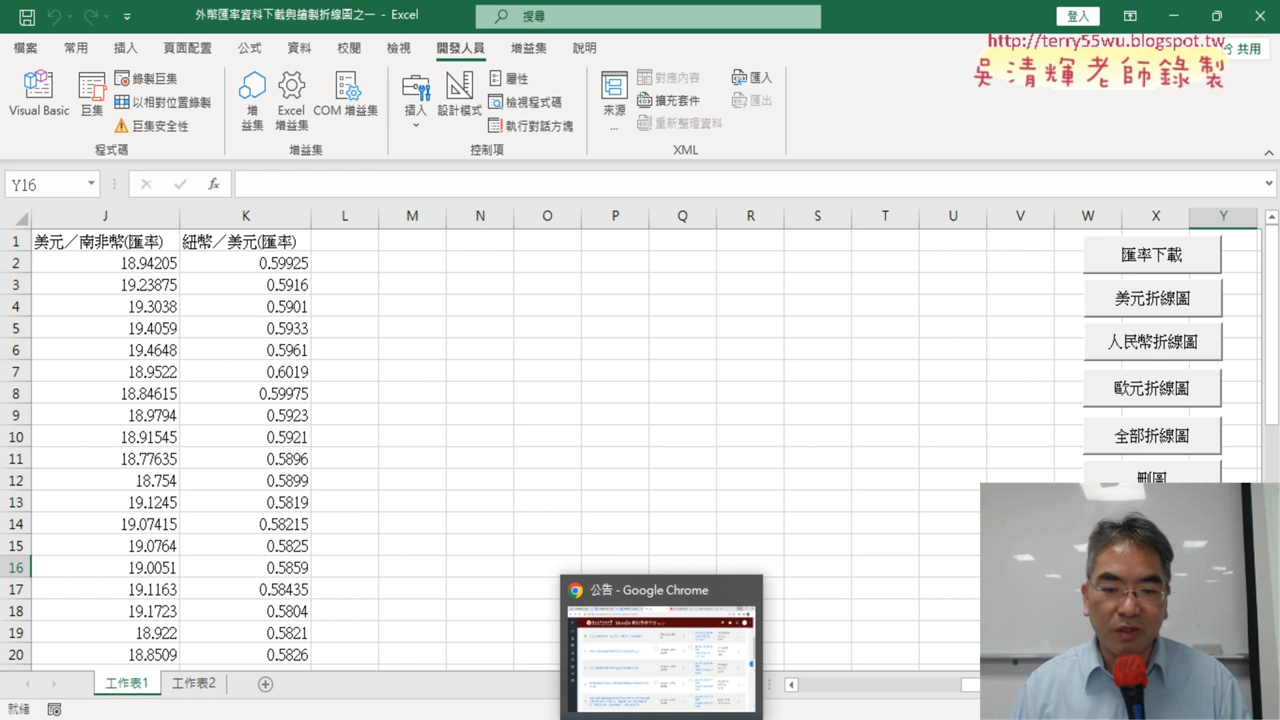 外幣匯率資料下載與繪製折線圖之一 - Excel
搜尋
登入
檔案 常用 插入 頁面配置 公式 資料 校閱 檢視 開發人員 增益集 說明
共用
http://terry55wu.blogspot.tw
吳清輝老師錄製
Visual Basic
巨集
錄製巨集
以相對位置錄製
巨集安全性
程式碼
增益集
Excel 增益集
COM 增益集
增益集
插入
設計模式
屬性
檢視程式碼
執行對話方塊
控制項
來源
...
對應內容
擴充套件
重新整理資料
匯入
匯出
XML
Y16
fx
J K L M N O P Q R S T U V W X Y
1 美元／南非幣(匯率) 紐幣／美元(匯率)
2 18.94205 0.59925
3 19.23875 0.5916
4 19.3038 0.5901
5 19.4059 0.5933
6 19.4648 0.5961
7 18.9522 0.6019
8 18.84615 0.59975
9 18.9794 0.5923
10 18.91545 0.5921
11 18.77635 0.5896
12 18.754 0.5899
13 19.1245 0.5819
14 19.07415 0.58215
15 19.0764 0.5825
16 19.0051 0.5859
17 19.1163 0.58435
18 19.1723 0.5804
18.922 0.5821
匯率下載
美元折線圖
人民幣折線圖
歐元折線圖
全部折線圖
刪圖
公告 - Google Chrome
工作表1 工作表2